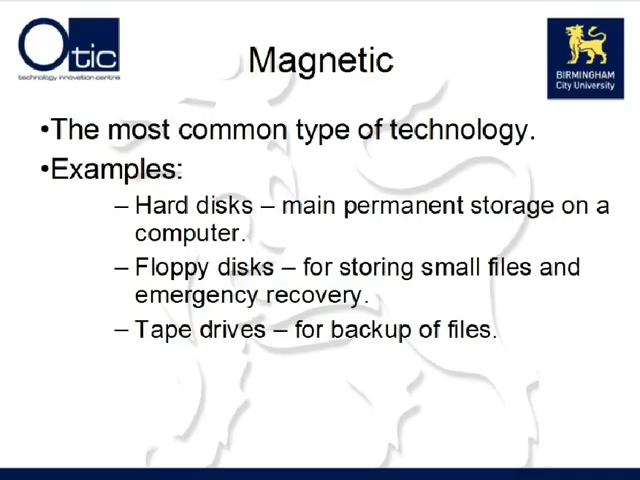 Otic
technology innovation centre
Magnetic
BIRMINGHAM
City University
•The most common type of technology.
•Examples:
– Hard disks – main permanent storage on a
computer.
– Floppy disks – for storing small files and
emergency recovery.
– Tape drives – for backup of files.